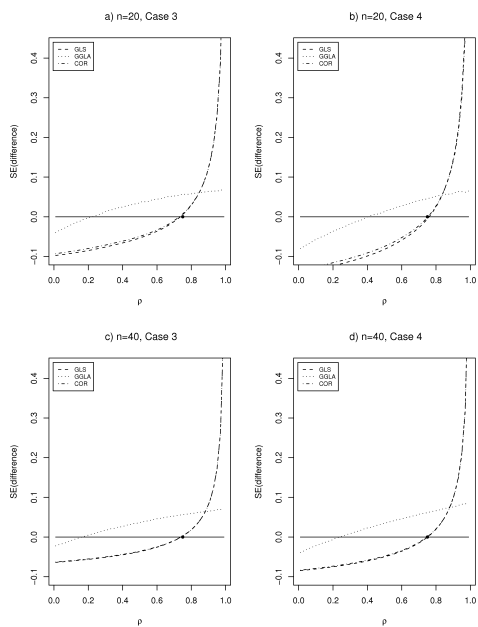 a) n=20, Case 3
GLS
GGLA
COR
SE(difference)
−0.1 0.0 0.1 0.2 0.3 0.4
0.0 0.2 0.4 0.6 0.8 1.0
ρ
b) n=20, Case 4
GLS
GGLA
COR
SE(difference)
−0.1 0.0 0.1 0.2 0.3 0.4
0.0 0.2 0.4 0.6 0.8 1.0
ρ
c) n=40, Case 3
GLS
GGLA
COR
SE(difference)
−0.1 0.0 0.1 0.2 0.3 0.4
0.0 0.2 0.4 0.6 0.8 1.0
ρ
d) n=40, Case 4
GLS
GGLA
COR
SE(difference)
−0.1 0.0 0.1 0.2 0.3 0.4
0.0 0.2 0.4 0.6 0.8 1.0
ρ